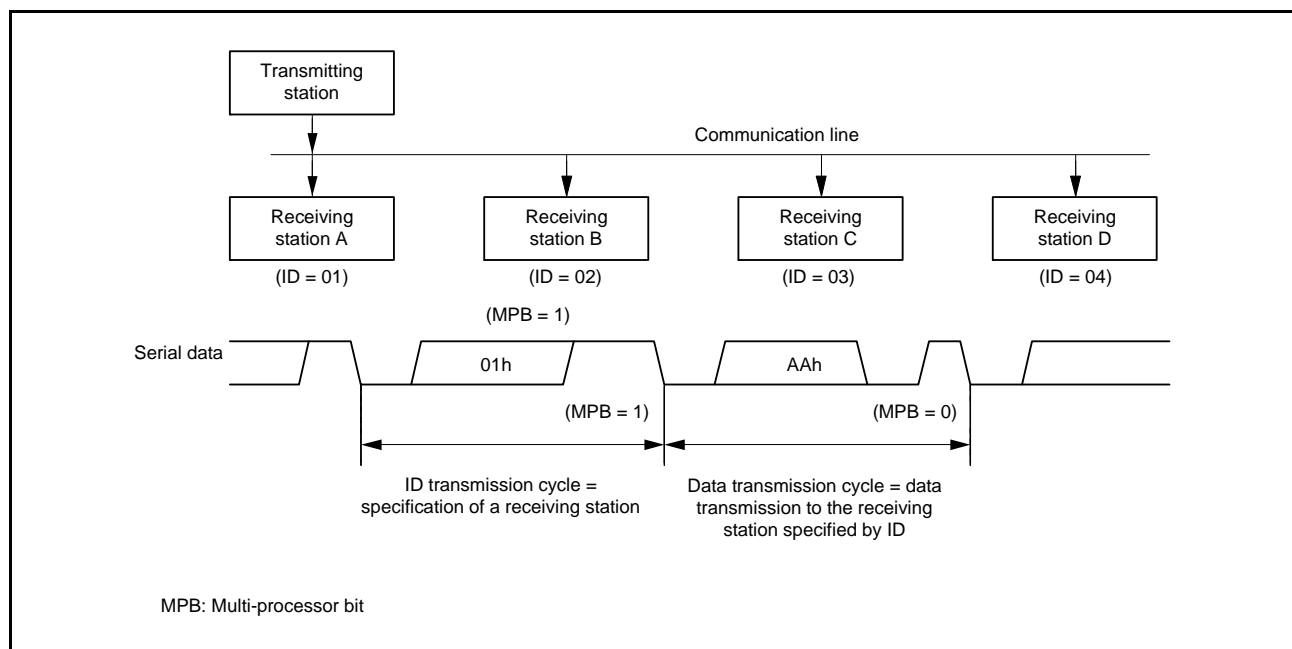 Transmitting
station
Communication line
Receiving
station A
Receiving
station B
Receiving
station C
Receiving
station D
(ID = 01)
(ID = 02)
(ID = 03)
(ID = 04)
(MPB = 1)
Serial data
01h
AAh
(MPB = 1)
(MPB = 0)
ID transmission cycle =
specification of a receiving station
Data transmission cycle = data
transmission to the receiving
station specified by ID
MPB: Multi-processor bit